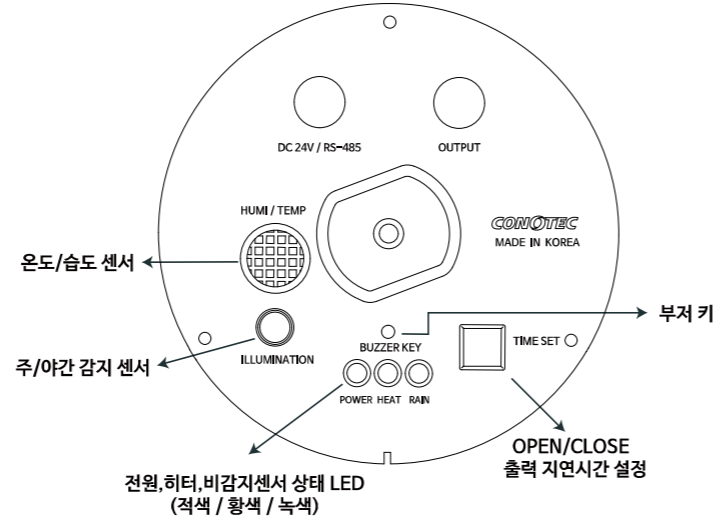 DC 24V / RS-485
OUTPUT
HUMI / TEMP
CONOTEC
MADE IN KOREA
온도/습도 센서
부저 키
BUZZER KEY
TIME SET
ILLUMINATION
주/야간 감지 센서
POWER HEAT RAIN
OPEN/CLOSE
출력 지연시간 설정
전원,히터,비감지센서 상태 LED
(적색 / 황색 / 녹색)